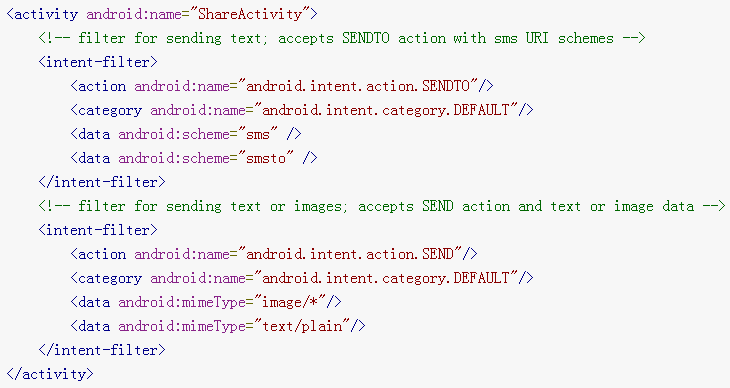 <activity android:name="ShareActivity">
    <!-- filter for sending text; accepts SENDTO action with sms URI schemes -->
    <intent-filter>
        <action android:name="android.intent.action.SENDTO"/>
        <category android:name="android.intent.category.DEFAULT"/>
        <data android:scheme="sms" />
        <data android:scheme="smsto" />
    </intent-filter>
    <!-- filter for sending text or images; accepts SEND action and text or image data -->
    <intent-filter>
        <action android:name="android.intent.action.SEND"/>
        <category android:name="android.intent.category.DEFAULT"/>
        <data android:mimeType="image/*"/>
        <data android:mimeType="text/plain"/>
    </intent-filter>
</activity>